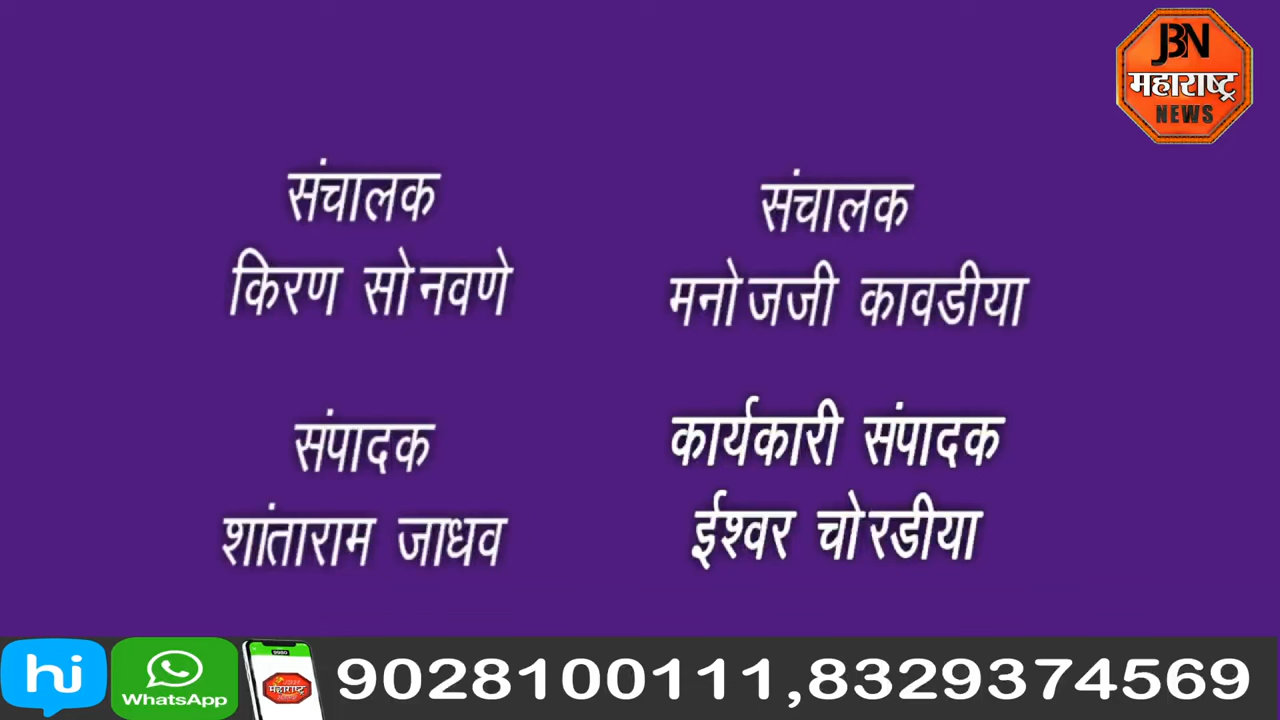 JBN
महाराष्ट्र
NEWS
संचालक
किरण सोनवणे
संचालक
मनोजजी कावडीया
संपादक
शांताराम जाधव
कार्यकारी संपादक
ईश्वर चोरडीया
hi
WhatsApp
महाराष्ट्र
9028100111,8329374569